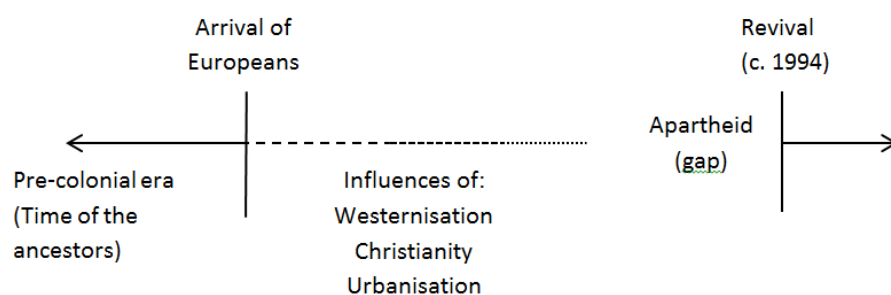 Arrival of
Europeans
Revival
(c. 1994)
Apartheid
(gap)
Pre-colonial era
(Time of the
ancestors)
Influences of:
Westernisation
Christianity
Urbanisation